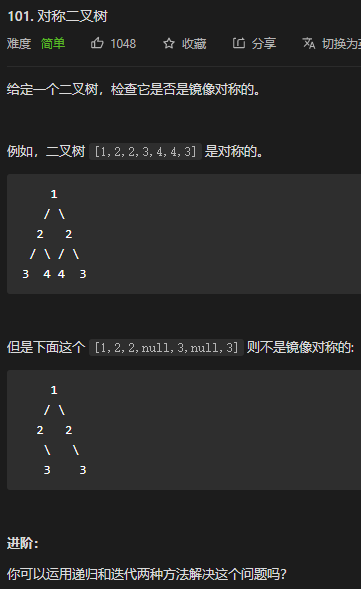 101. 对称二叉树
难度 简单 1048 收藏 分享 切换为英
给定一个二叉树，检查它是否是镜像对称的。
例如，二叉树 [1,2,2,3,4,4,3] 是对称的。
1
/ \
2 2
/ \ / \
3 4 4 3
但是下面这个 [1,2,2,null,3,null,3] 则不是镜像对称的:
1
/ \
2 2
\ \
3 3
进阶：
你可以运用递归和迭代两种方法解决这个问题吗？